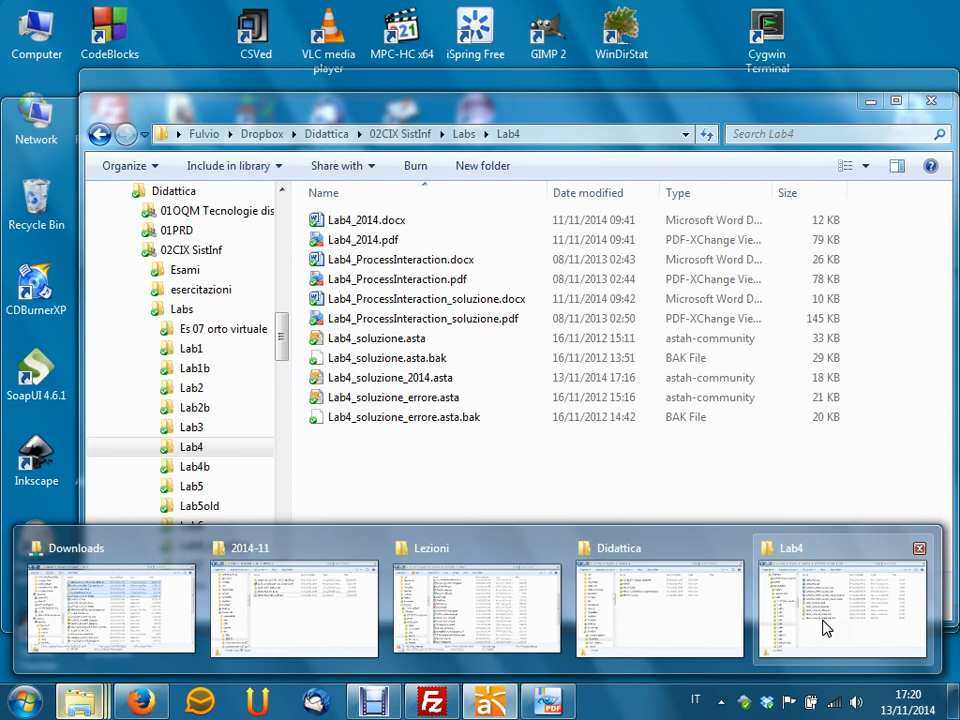 Computer
CodeBlocks
CSVed
VLC media player
MPC-HC x64
iSpring Free
GIMP 2
WinDirStat
Cygwin Terminal
Network
Recycle Bin
CDBurnerXP
SoapUI 4.6.1
Inkscape
Fulvio Dropbox Didattica 02CIX SistInf Labs Lab4
Search Lab4
Organize Include in library Share with Burn New folder
Didattica
01OQM Tecnologie dis
01PRD
02CIX SistInf
Esami
esercitazioni
Labs
Es 07 orto virtuale
Lab1
Lab1b
Lab2
Lab2b
Lab3
Lab4
Lab4b
Lab5
Lab5old
Name Date modified Type Size
Lab4_2014.docx 11/11/2014 09:41 Microsoft Word D... 12 KB
Lab4_2014.pdf 11/11/2014 09:41 PDF-XChange Vie... 79 KB
Lab4_ProcessInteraction.docx 08/11/2013 02:43 Microsoft Word D... 26 KB
Lab4_ProcessInteraction.pdf 08/11/2013 02:44 PDF-XChange Vie... 78 KB
Lab4_ProcessInteraction_soluzione.docx 11/11/2014 09:42 Microsoft Word D... 10 KB
Lab4_ProcessInteraction_soluzione.pdf 08/11/2013 02:50 PDF-XChange Vie... 145 KB
Lab4_soluzione.asta 16/11/2012 15:11 astah-community 33 KB
Lab4_soluzione.asta.bak 16/11/2012 13:51 BAK File 29 KB
Lab4_soluzione_2014.asta 13/11/2014 17:16 astah-community 18 KB
Lab4_soluzione_errore.asta 16/11/2012 15:16 astah-community 21 KB
Lab4_soluzione_errore.asta.bak 16/11/2012 14:42 BAK File 20 KB
Downloads
2014-11
Lezioni
Didattica
Lab4
IT
17:20
13/11/2014